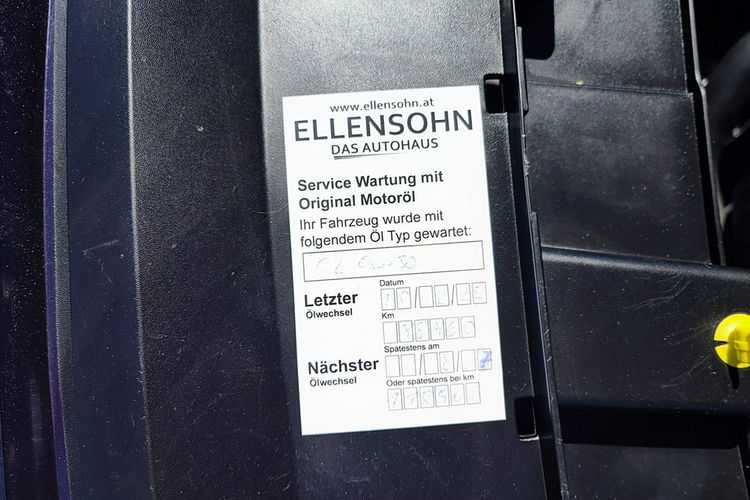 www.ellensohn.at
ELLENSOHN
DAS AUTOHAUS
Service Wartung mit
Original Motoröl
Ihr Fahrzeug wurde mit
folgendem Öl Typ gewartet:
Datum
Letzter
Ölwechsel
Km
Spätestens am
Nächster
Ölwechsel
Oder spätestens bei km